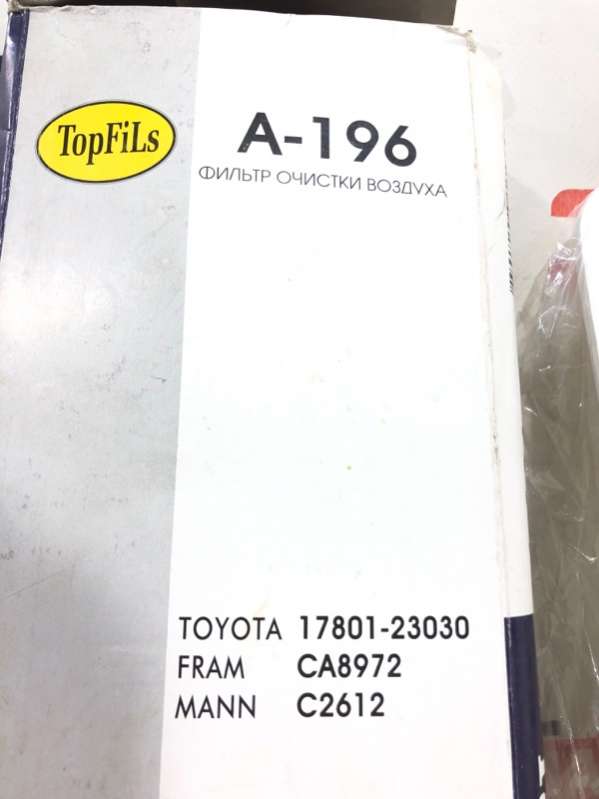 TopFiLs
A-196
ФИЛЬТР ОЧИСТКИ ВОЗДУХА
TOYOTA 17801-23030
FRAM CA8972
MANN C2612